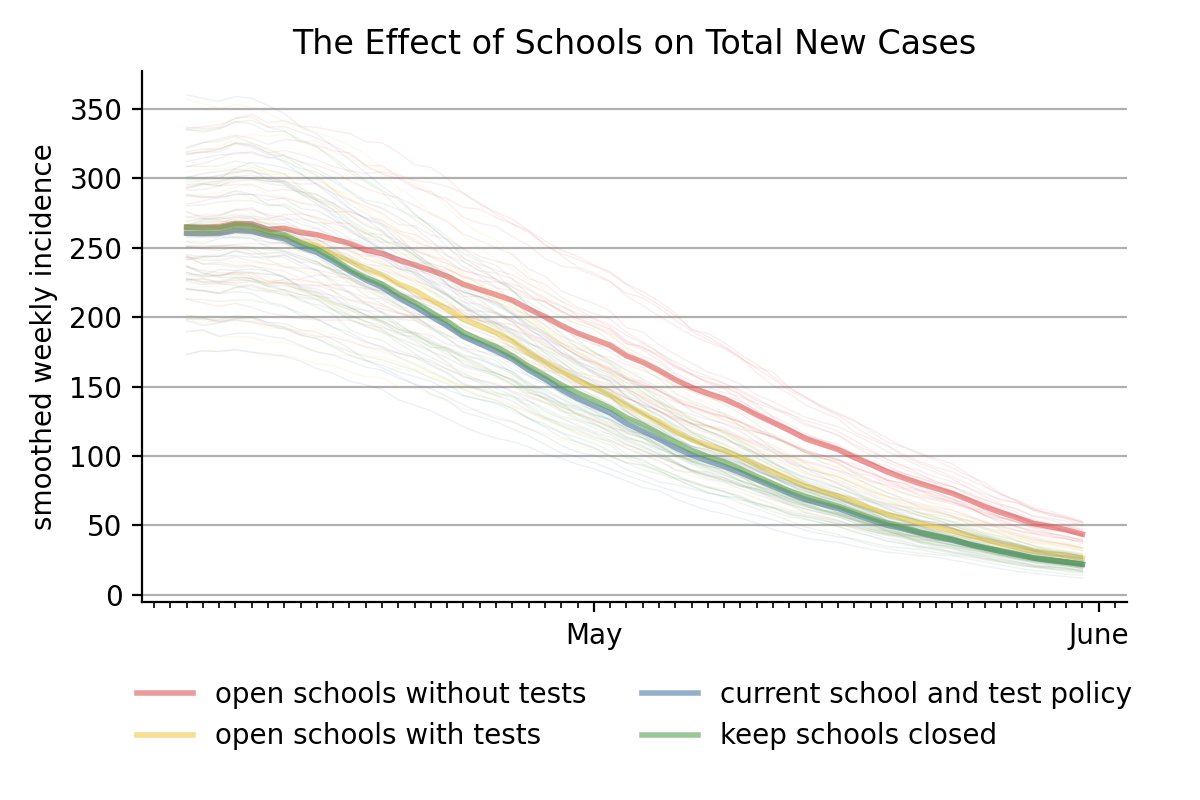 The Effect of Schools on Total New Cases
smoothed weekly incidence
350
300
250
200
150
100
50
0
May
June
open schools without tests
current school and test policy
open schools with tests
keep schools closed